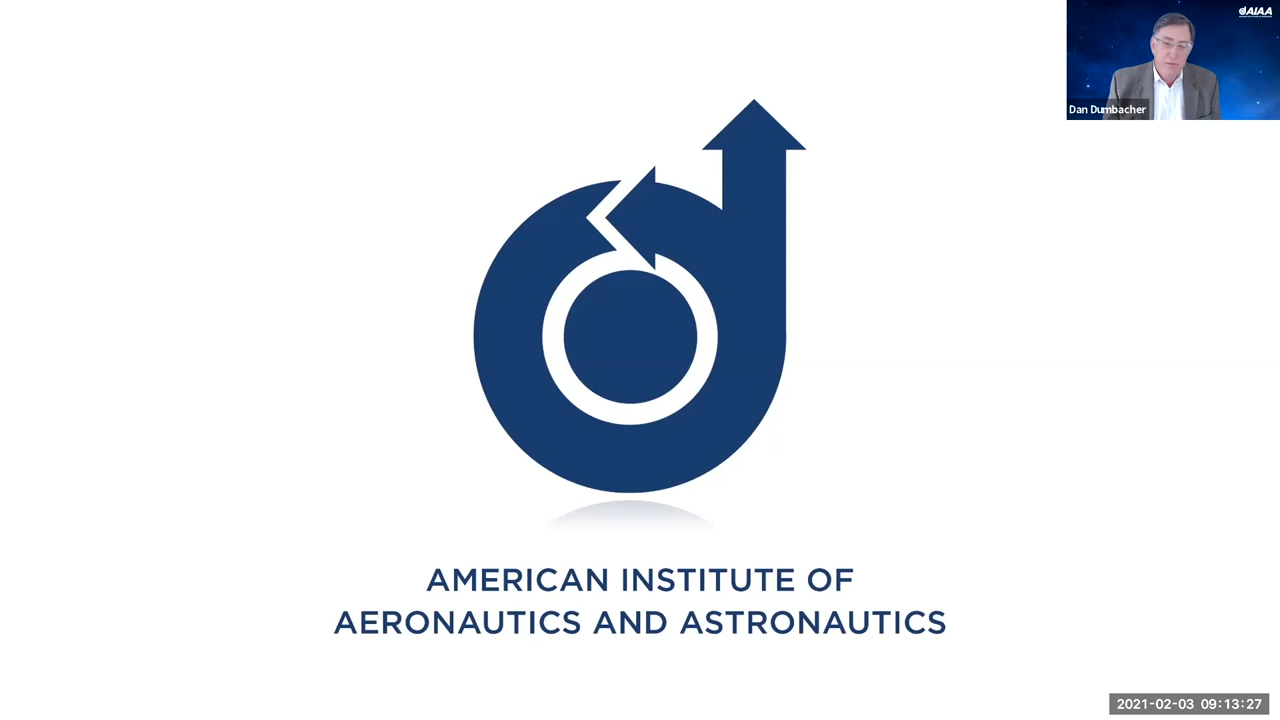 AIAA
Dan Dumbacher
AMERICAN INSTITUTE OF
AERONAUTICS AND ASTRONAUTICS
2021-02-03 09:13:27